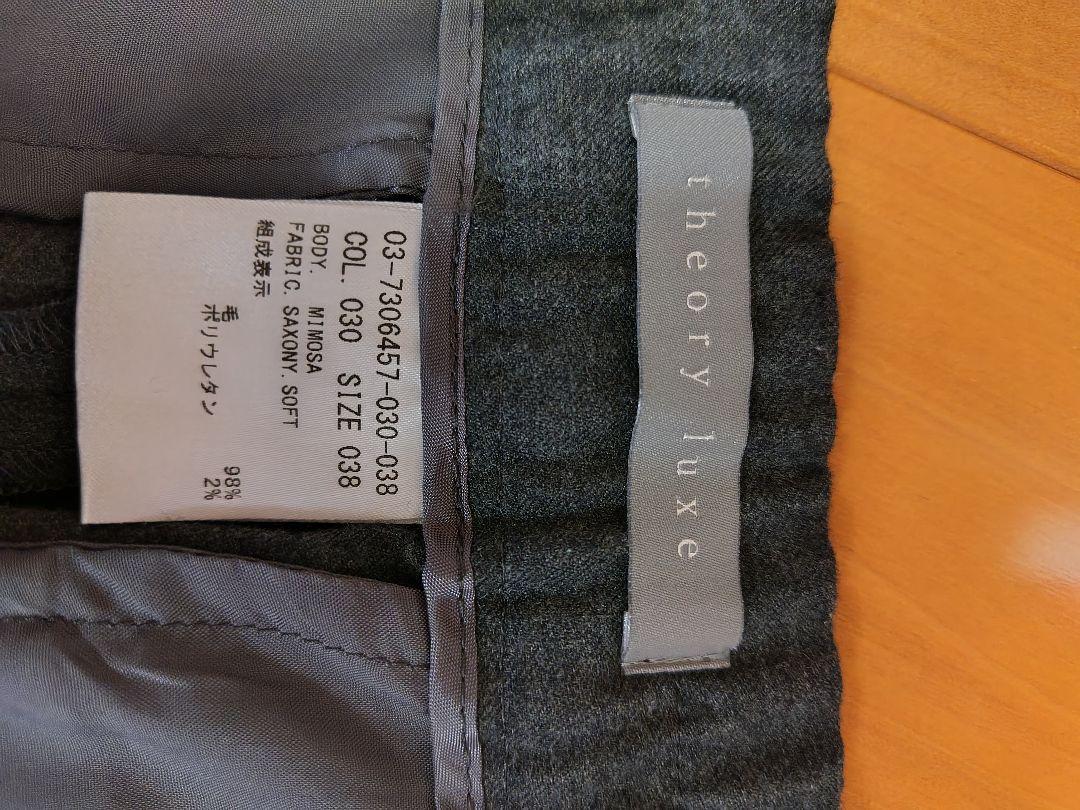 theory luxe
03-7306457-030-038
COL. 030 SIZE 038
BODY. MIMOSA
FABRIC. SAXONY. SOFT
組成表示
毛 98%
ポリウレタン 2%